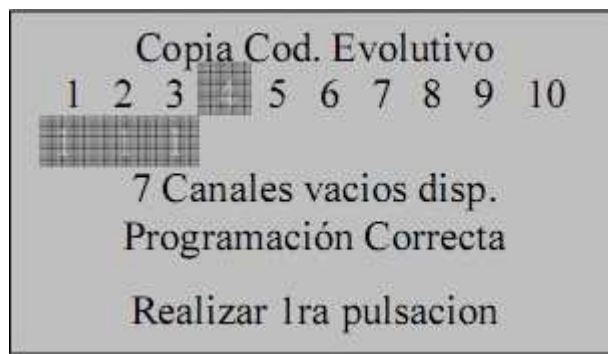 Copia Cod. Evolutivo
1 2 3 4 5 6 7 8 9 10
7 Canales vacios disp.
Programación Correcta
Realizar 1ra pulsacion